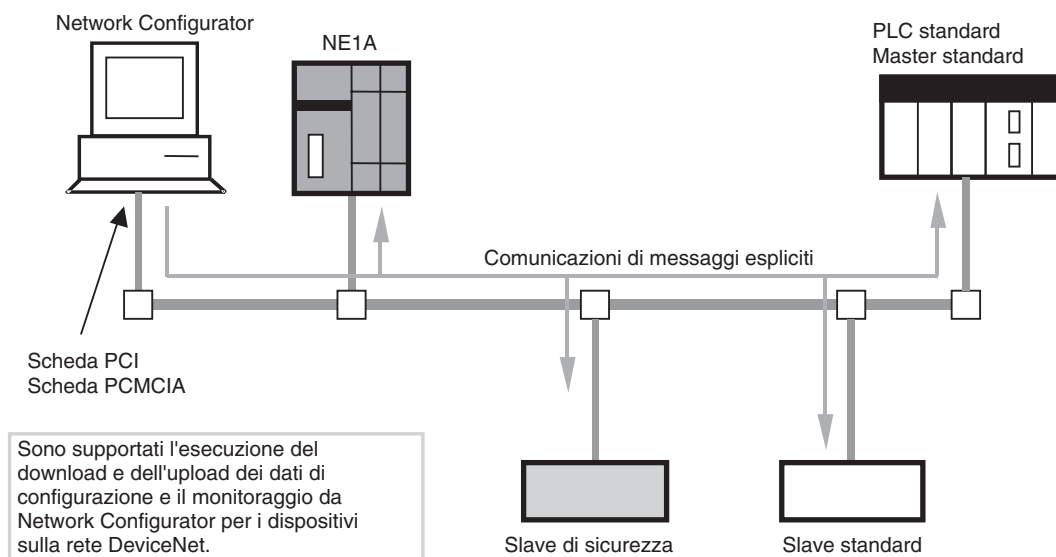 Network Configurator
NE1A
PLC standard
Master standard
Comunicazioni di messaggi espliciti
Scheda PCI
Scheda PCMCIA
Sono supportati l'esecuzione del
download e dell'upload dei dati di
configurazione e il monitoraggio da
Network Configurator per i dispositivi
sulla rete DeviceNet.
Slave di sicurezza
Slave standard